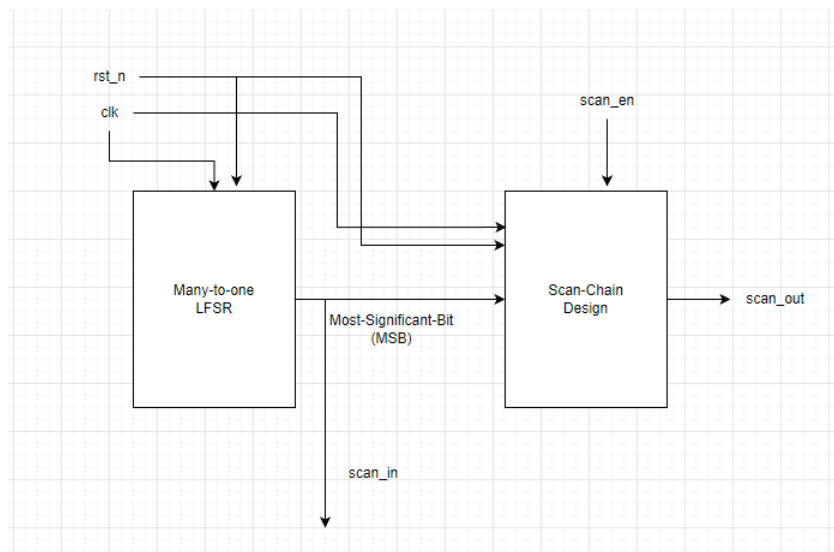 rst_n
clk
scan_en
Many-to-one
LFSR
Most-Significant-Bit
(MSB)
Scan-Chain
Design
scan_out
scan_in